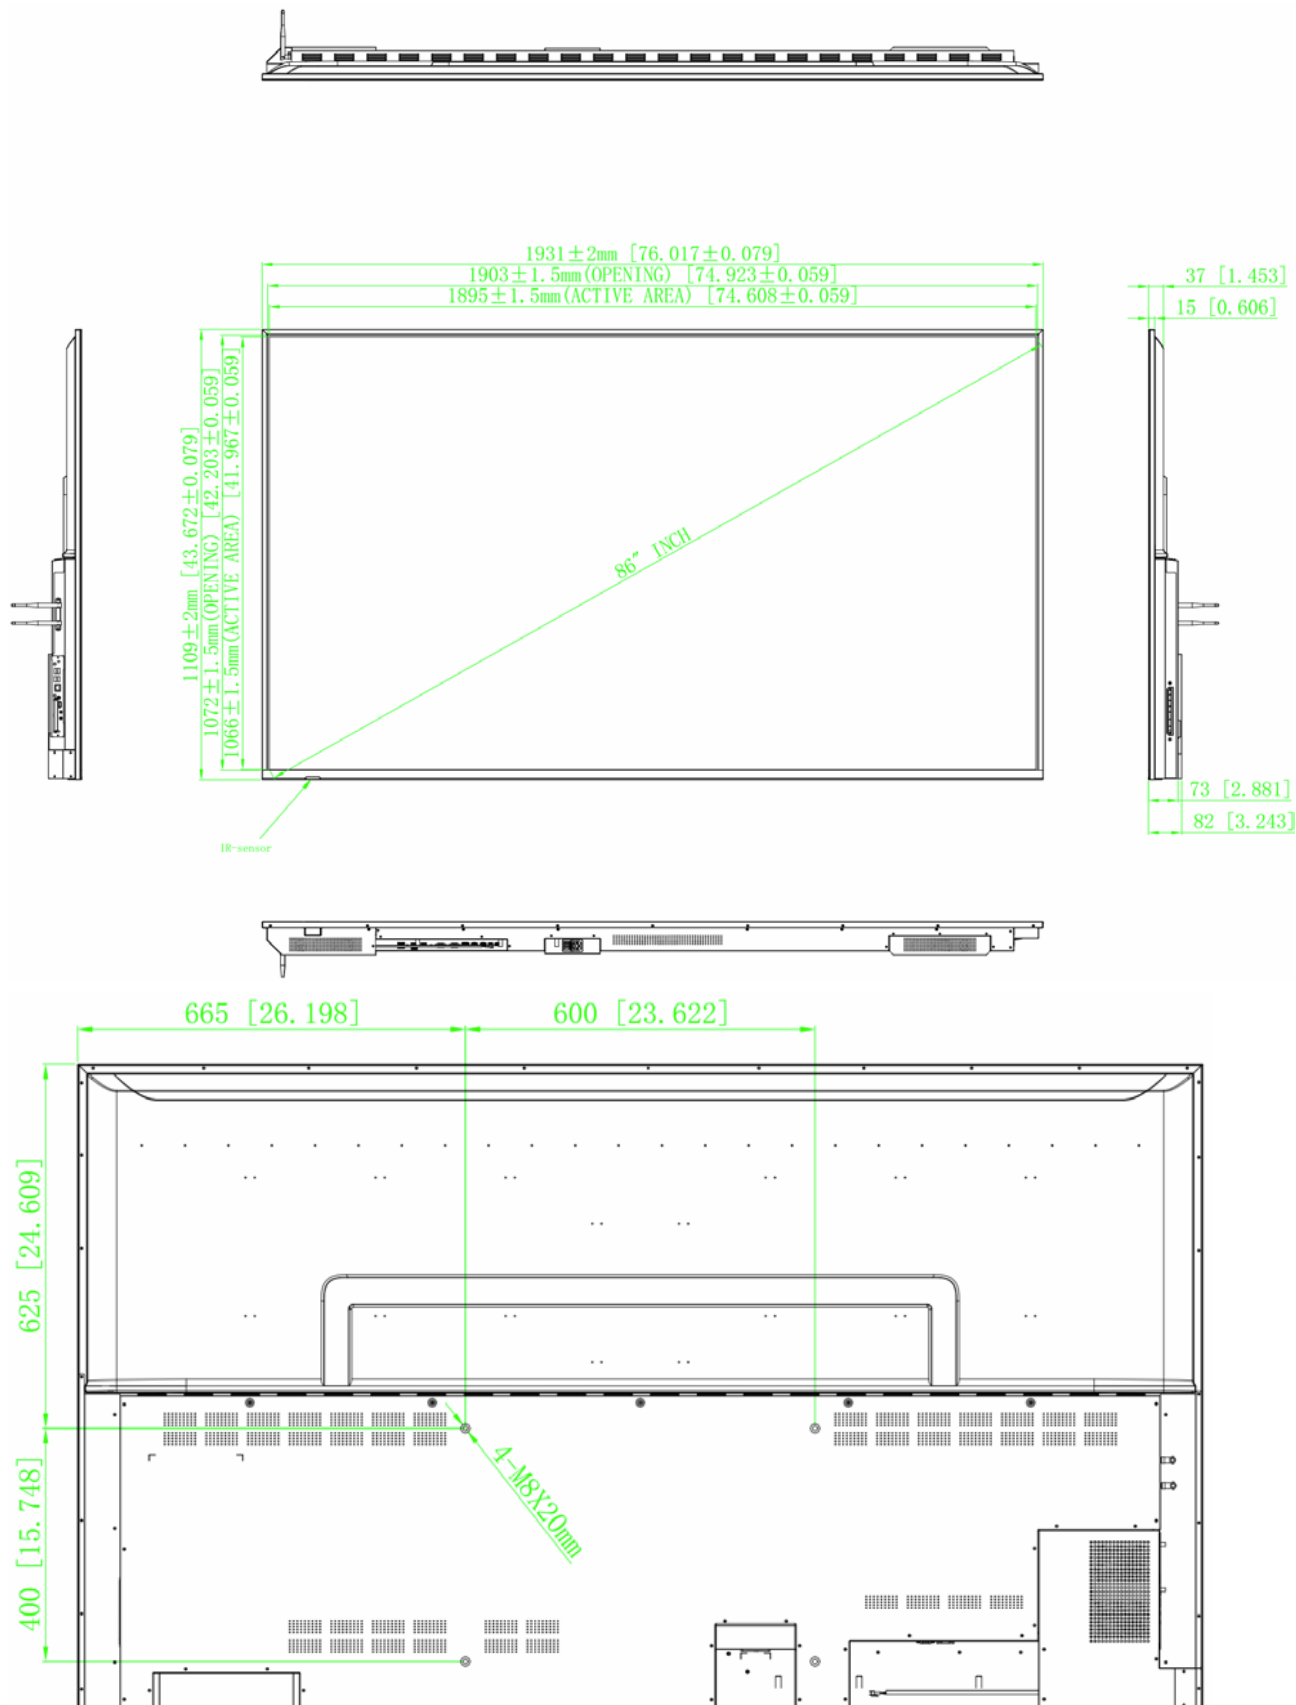 1931±2mm [76.017±0.079]
1903±1.5mm(OPENING) [74.923±0.059]
1895±1.5mm(ACTIVE AREA) [74.608±0.059]
37 [1.453]
15 [0.606]
1109±2mm [43.672±0.079]
1072±1.5mm(OPENING) [42.203±0.059]
1066±1.5mm(ACTIVE AREA) [41.967±0.059]
86" INCH
73 [2.881]
82 [3.243]
IR-sensor
665 [26.198]
600 [23.622]
625 [24.609]
400 [15.748]
4-M8X20mm